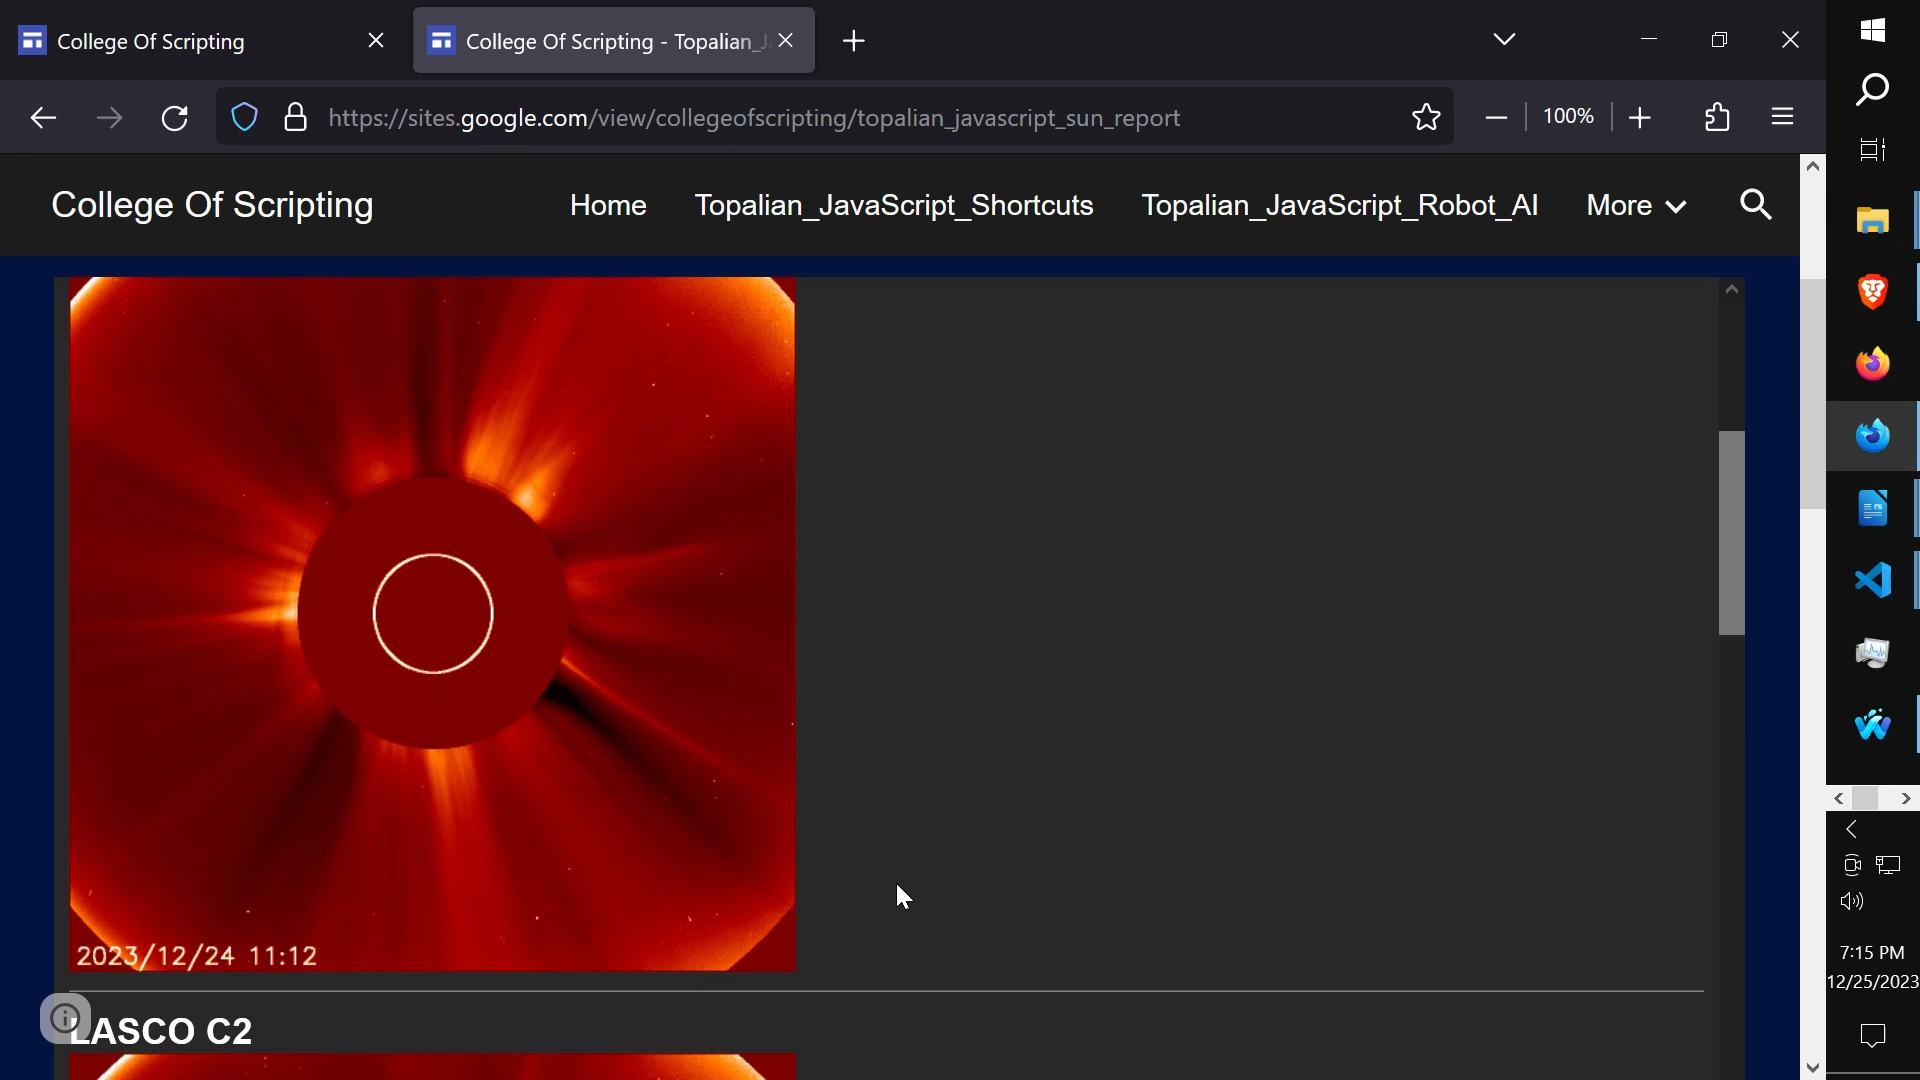 College Of Scripting
College Of Scripting - Topalian_J
https://sites.google.com/view/collegeofscripting/topalian_javascript_sun_report
100%
College Of Scripting
Home
Topalian_JavaScript_Shortcuts
Topalian_JavaScript_Robot_AI
More
2023/12/24 11:12
LASCO C2
7:15 PM
12/25/2023